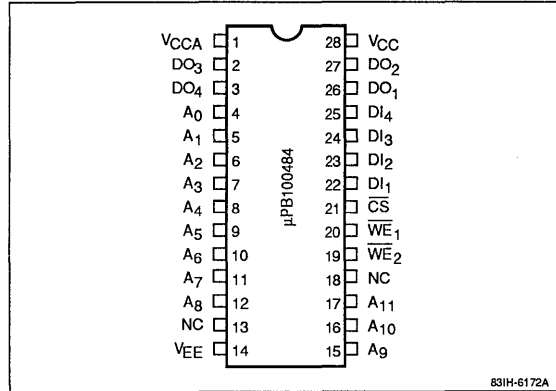 VCCA 1 28 VCC
DO3 2 27 DO2
DO4 3 26 DO1
A0 4 25 DI4
A1 5 24 DI3
A2 6 23 DI2
A3 7 22 DI1
A4 8 21 CS
A5 9 20 WE1
A6 10 19 WE2
A7 11 18 NC
A8 12 17 A11
NC 13 16 A10
VEE 14 15 A9
μPB100484
83IH-6172A